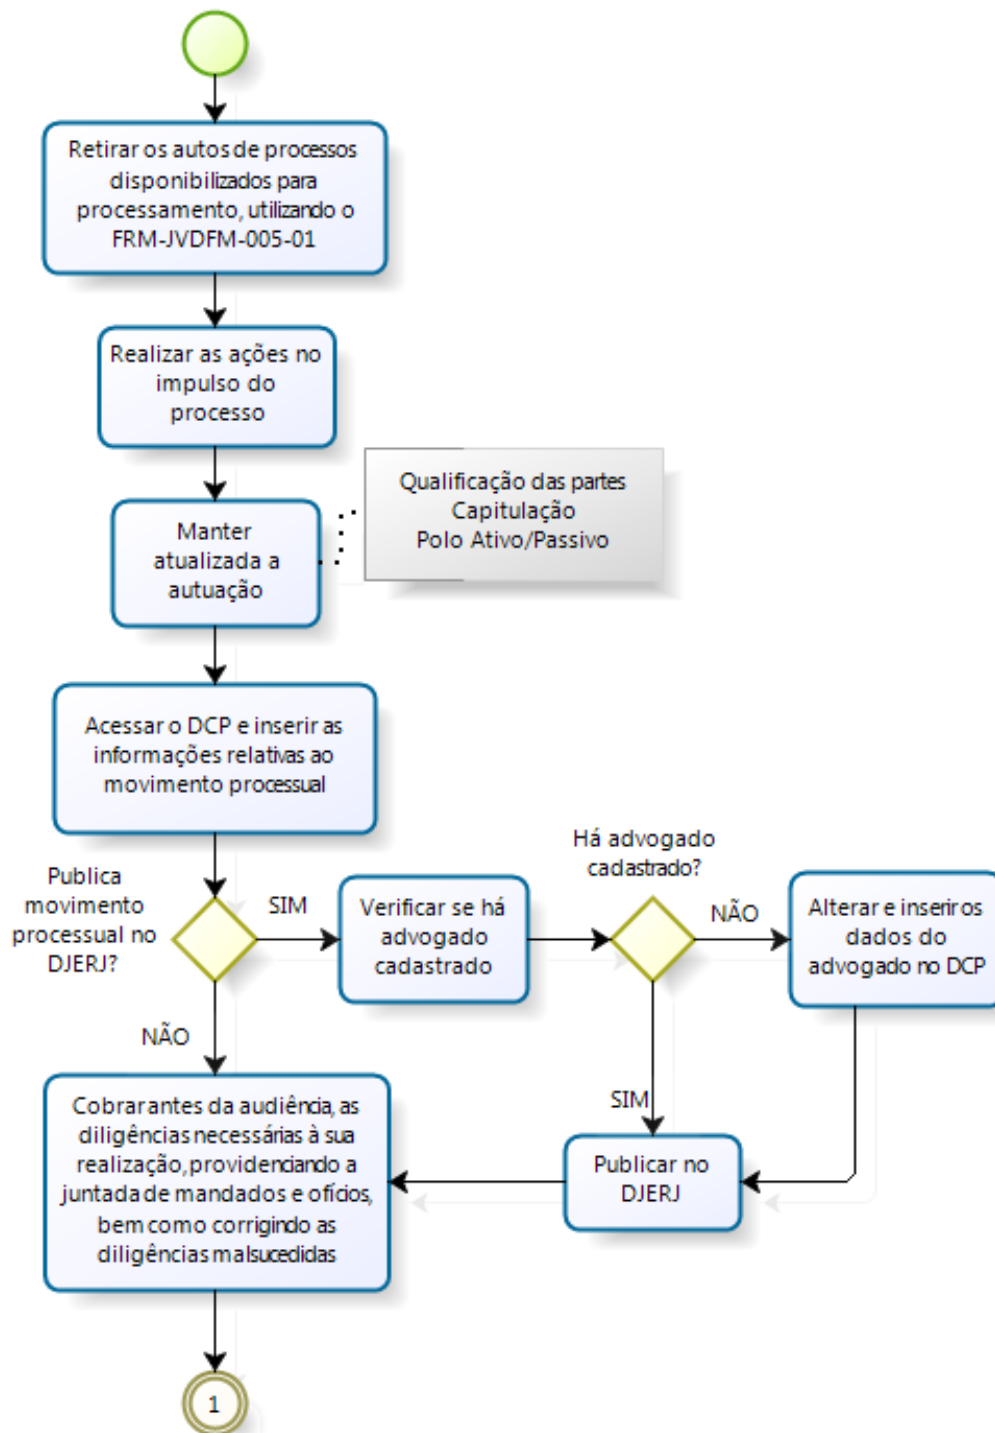 Retirar os autos de processos
disponibilizados para
processamento, utilizando o
FRM-JVDFM-005-01
Realizar as ações no
impulso do
processo
Manter
atualizada a
autuação
Qualificação das partes
Capitulação
Polo Ativo/Passivo
Acessar o DCP e inserir as
informações relativas ao
movimento processual
Publica
movimento
processual no
DJERJ?
SIM
Verificar se há
advogado
cadastrado
Há advogado
cadastrado?
NÃO
Alterar e inserir os
dados do
advogado no DCP
NÃO
SIM
Cobrar antes da audiência, as
diligências necessárias à sua
realização, providenciando a
juntada de mandados e ofícios,
bem como corrigindo as
diligências malsucedidas
Publicar no
DJERJ
1